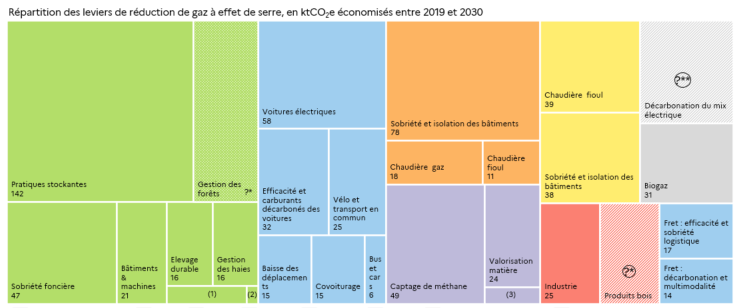 Répartition des leviers de réduction de gaz à effet de serre, en ktCO₂e économisés entre 2019 et 2030
Pratiques stockantes
142
Gestion des
forêts ?*
Sobriété foncière
47
Bâtiments
& machines
21
Elevage
durable
16
Gestion
des haies
16
(1)
(2)
Voitures électriques
58
Efficacité et
carburants
décarbonés des
voitures
32
Vélo et
transport en
commun
25
Baisse des
déplacemen
ts
15
Covoiturage
15
Bus
et
car
s
6
Sobriété et isolation des bâtiments
78
Chaudière gaz
18
Chaudière
fioul
11
Captage de méthane
49
Valorisation
matière
24
(3)
Chaudière fioul
39
Sobriété et isolation des
bâtiments
38
?**
Décarbonation du mix
électrique
Biogaz
31
Industrie
25
?*
Produits bois
Fret : efficacité et
sobriété
logistique
17
Fret :
décarbonation et
multimodalité
14